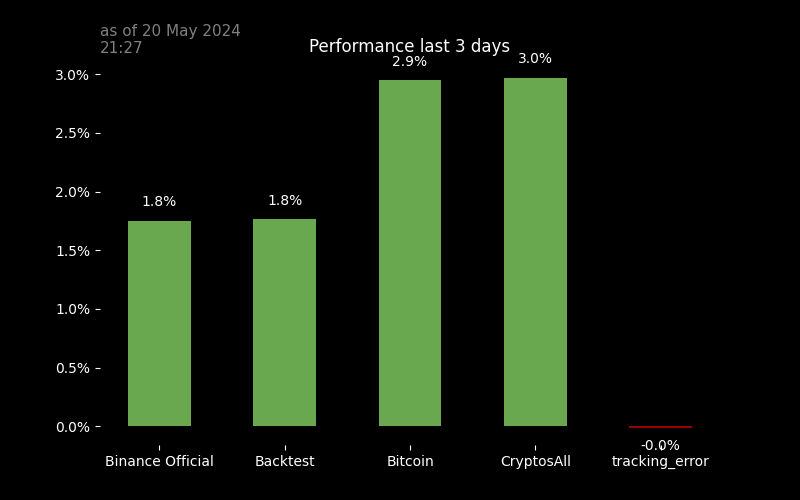 as of 20 May 2024
21:27
Performance last 3 days
3.0%
2.5%
2.0%
1.5%
1.0%
0.5%
0.0%
1.8%
1.8%
2.9%
3.0%
-0.0%
Binance Official
Backtest
Bitcoin
CryptosAll
tracking_error